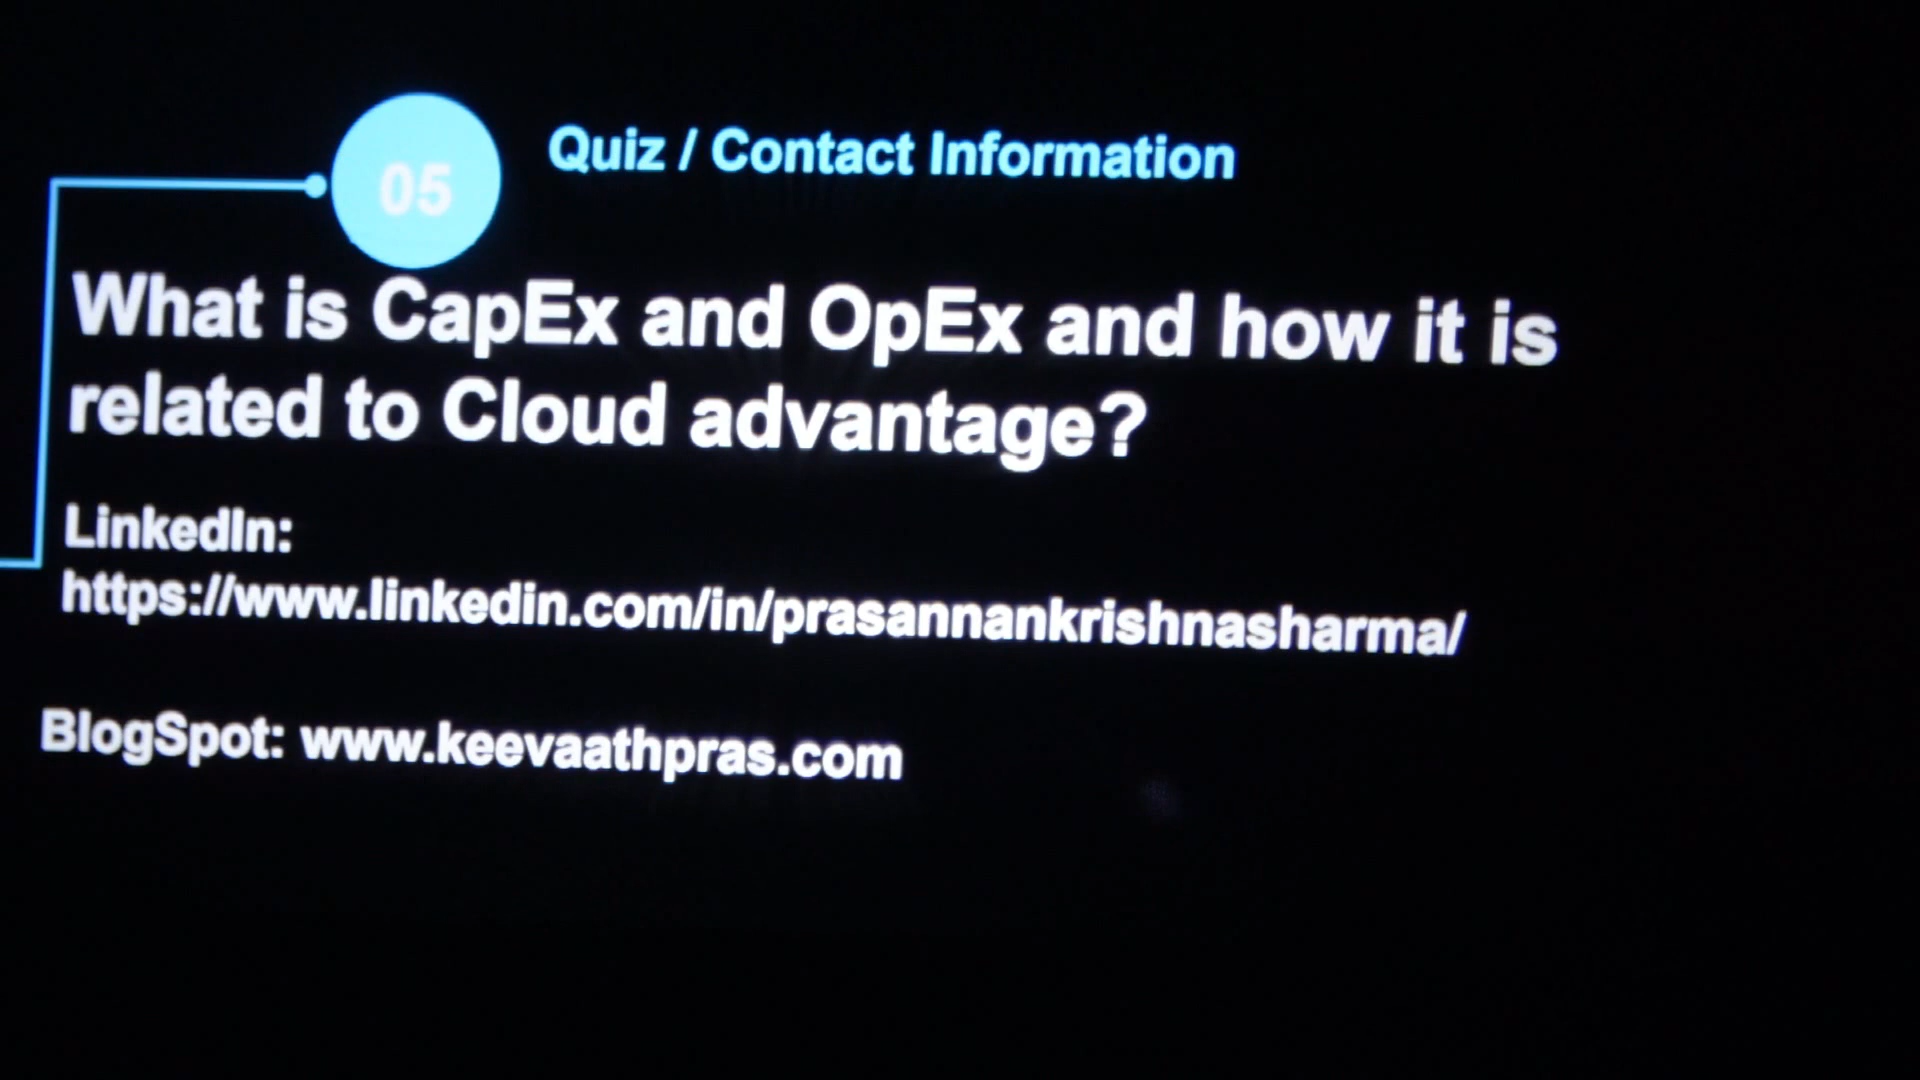 05
Quiz / Contact Information
What is CapEx and OpEx and how it is
related to Cloud advantage?
LinkedIn:
https://www.linkedin.com/in/prasannankrishnasharma/
BlogSpot: www.keevaathpras.com